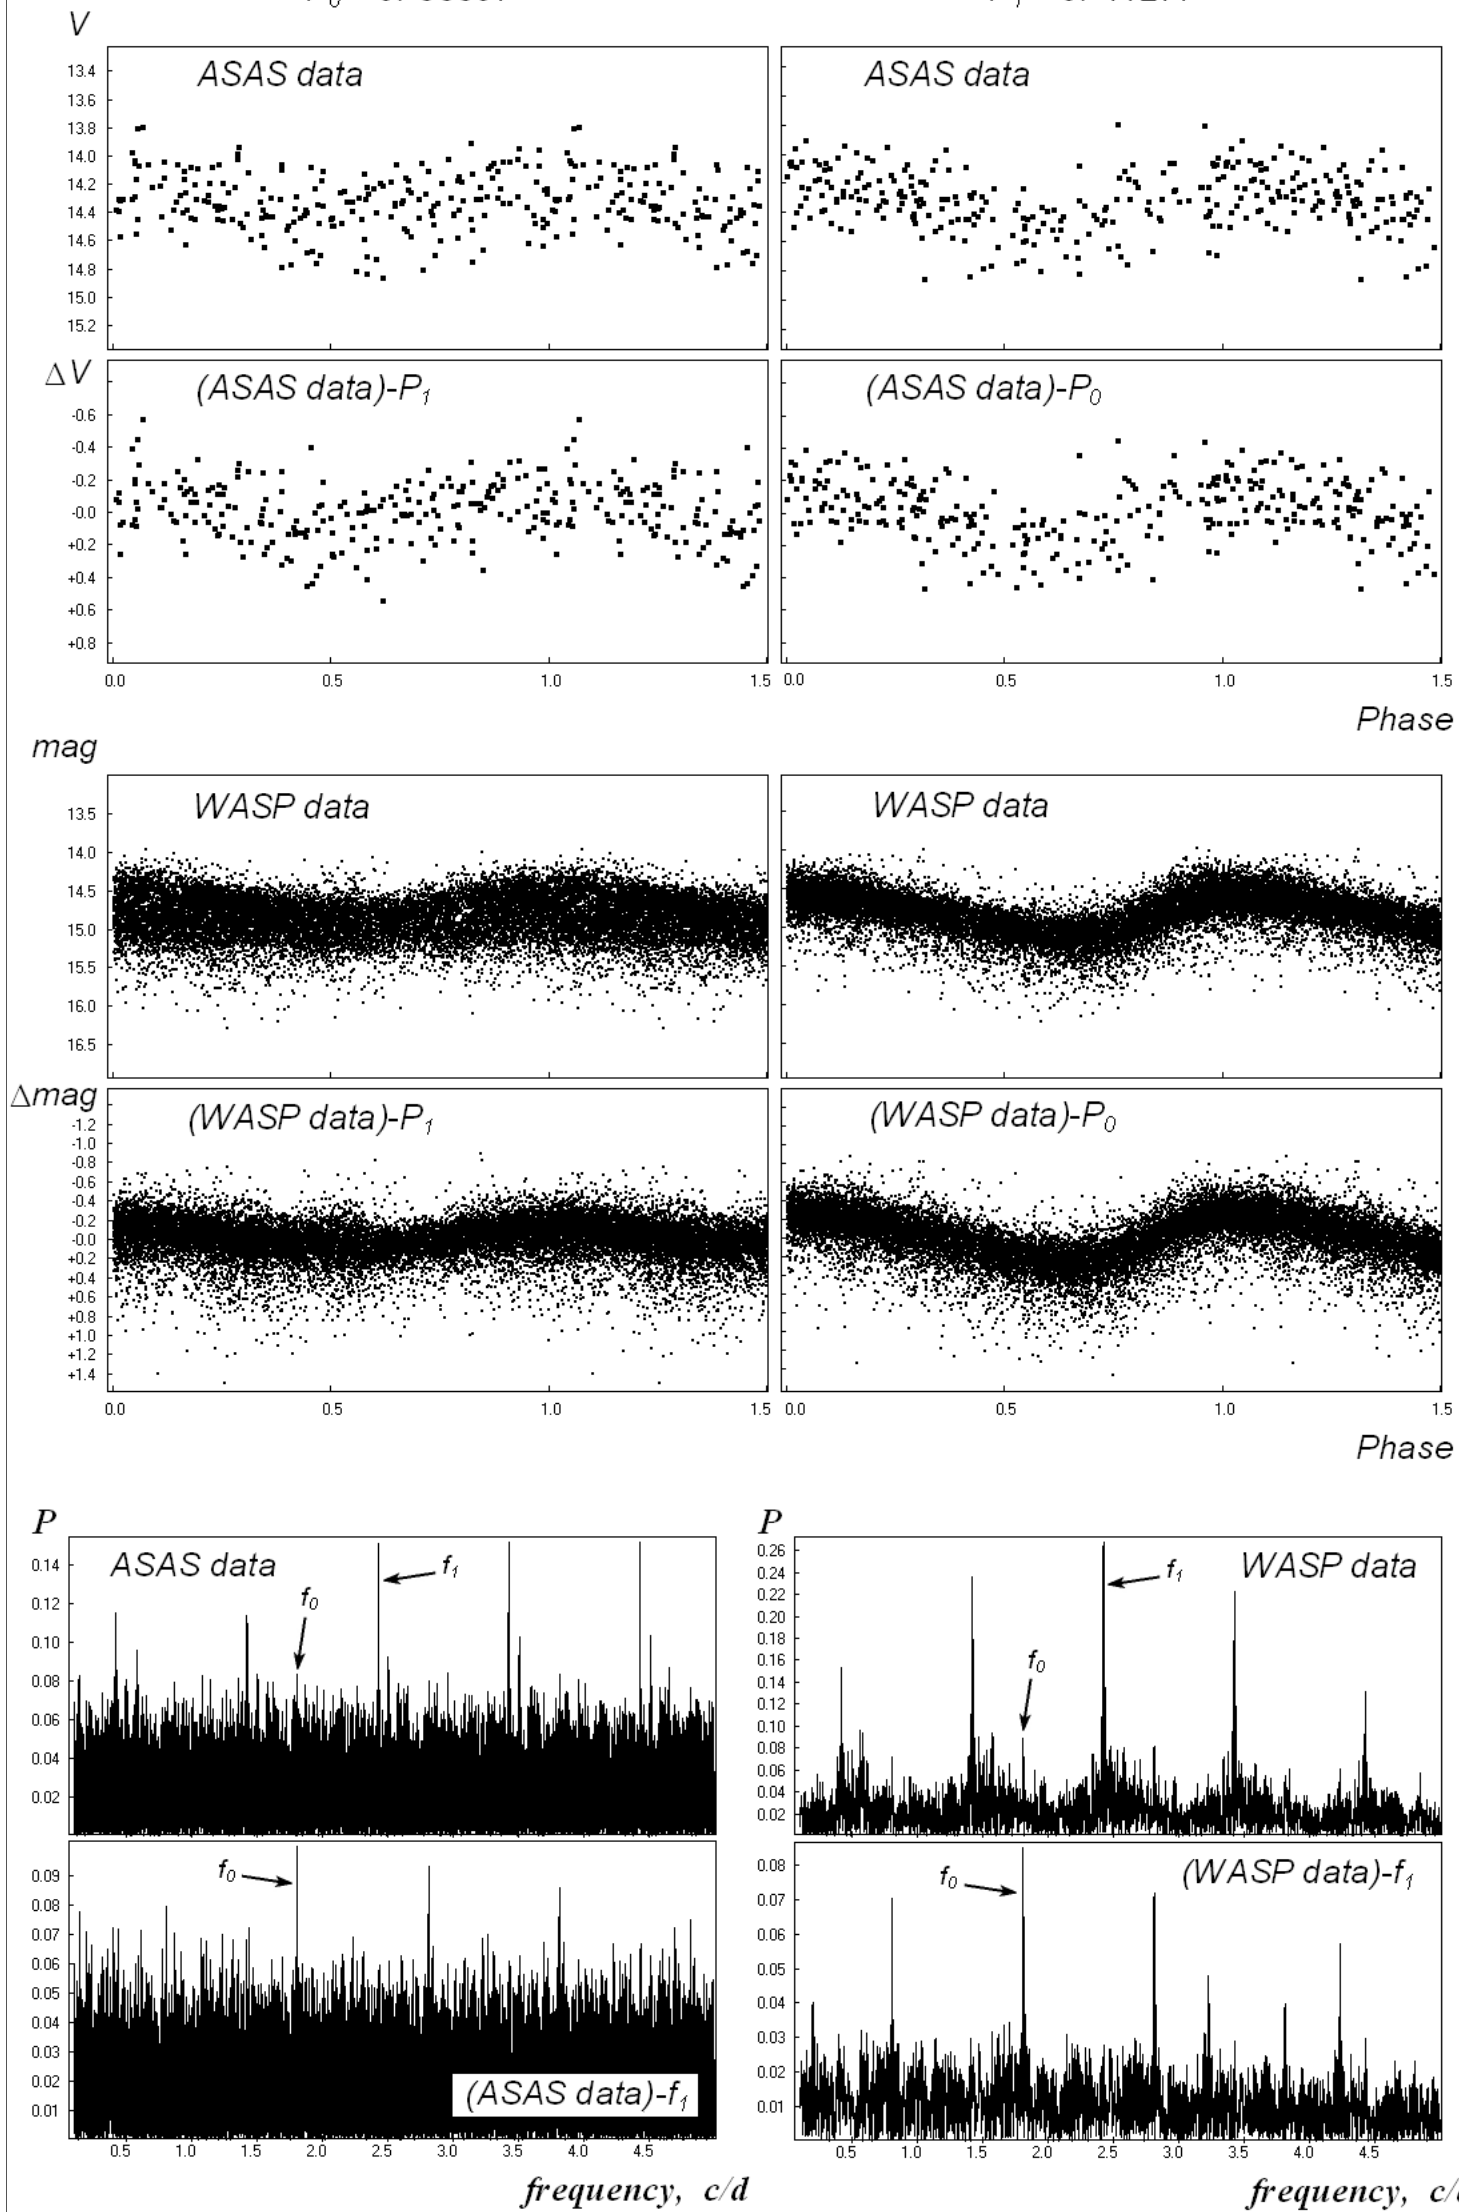 V
ASAS data
ASAS data
13.4
13.6
13.8
14.0
14.2
14.4
14.6
14.8
15.0
15.2
ΔV
(ASAS data)-P₁
(ASAS data)-P₀
-0.6
-0.4
-0.2
-0.0
+0.2
+0.4
+0.6
+0.8
0.0 0.5 1.0 1.5
0.0 0.5 1.0 1.5
Phase
mag
WASP data
WASP data
13.5
14.0
14.5
15.0
15.5
16.0
16.5
Δmag
(WASP data)-P₁
(WASP data)-P₀
-1.2
-1.0
-0.8
-0.6
-0.4
-0.2
-0.0
+0.2
+0.4
+0.6
+0.8
+1.0
+1.2
+1.4
0.0 0.5 1.0 1.5
0.0 0.5 1.0 1.5
Phase
P
ASAS data
f₁
f₀
0.14
0.12
0.10
0.08
0.06
0.04
0.02
P
WASP data
f₁
f₀
0.26
0.24
0.22
0.20
0.18
0.16
0.14
0.12
0.10
0.08
0.06
0.04
0.02
f₀
(ASAS data)-f₁
0.09
0.08
0.07
0.06
0.05
0.04
0.03
0.02
0.01
0.5 1.0 1.5 2.0 2.5 3.0 3.5 4.0 4.5
frequency, c/d
f₀
(WASP data)-f₁
0.08
0.07
0.06
0.05
0.04
0.03
0.02
0.01
0.5 1.0 1.5 2.0 2.5 3.0 3.5 4.0 4.5
frequency, c/